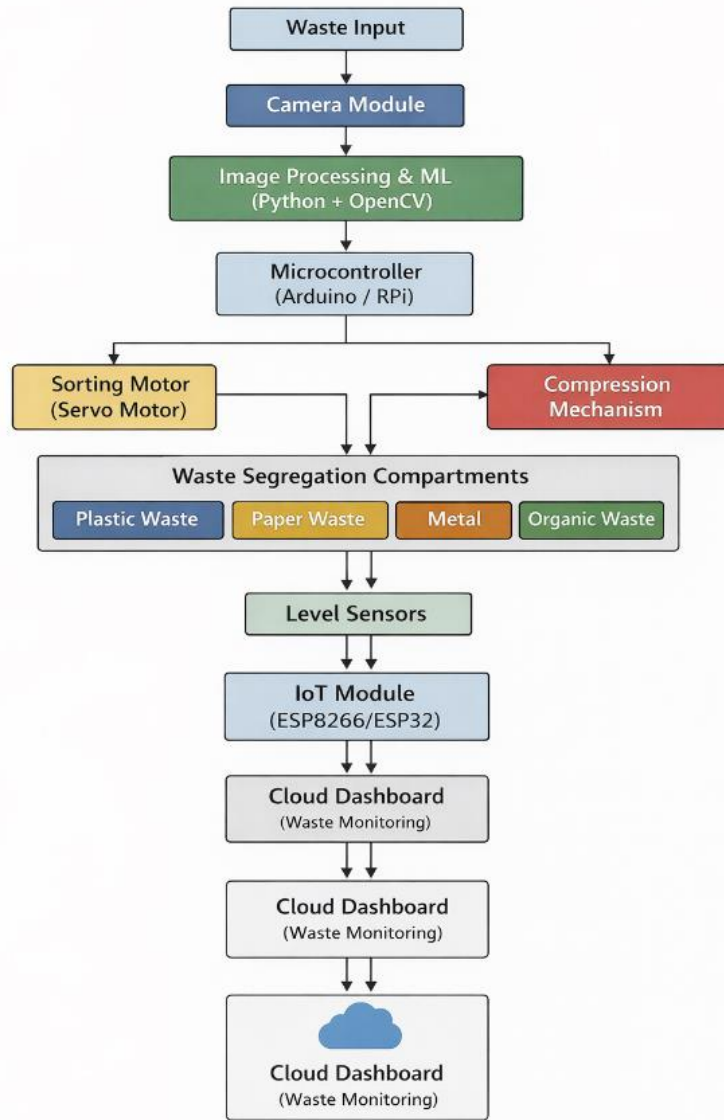 Waste Input
Camera Module
Image Processing & ML
(Python + OpenCV)
Microcontroller
(Arduino / RPi)
Sorting Motor
(Servo Motor)
Compression
Mechanism
Waste Segregation Compartments
Plastic Waste
Paper Waste
Metal
Organic Waste
Level Sensors
IoT Module
(ESP8266/ESP32)
Cloud Dashboard
(Waste Monitoring)
Cloud Dashboard
(Waste Monitoring)
Cloud Dashboard
(Waste Monitoring)